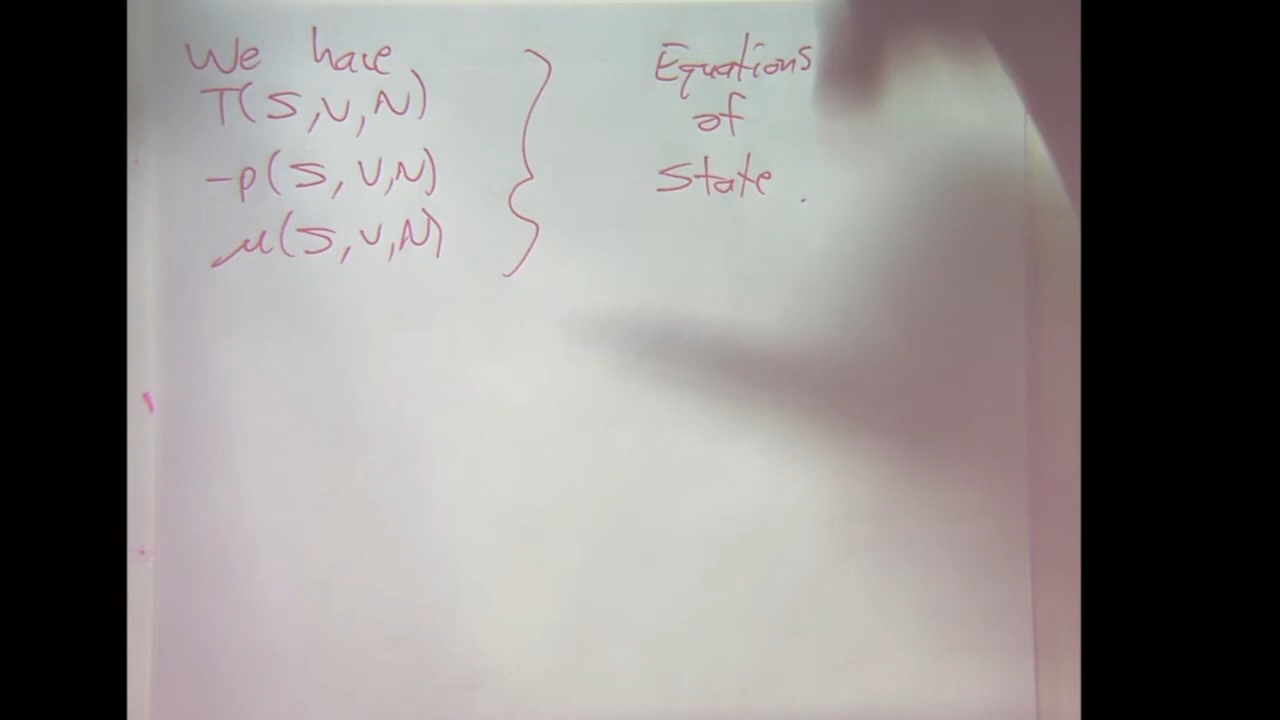 We have
T(S,V,N)
-p(S,V,N)
μ(S,V,N)
Equations
of
state.